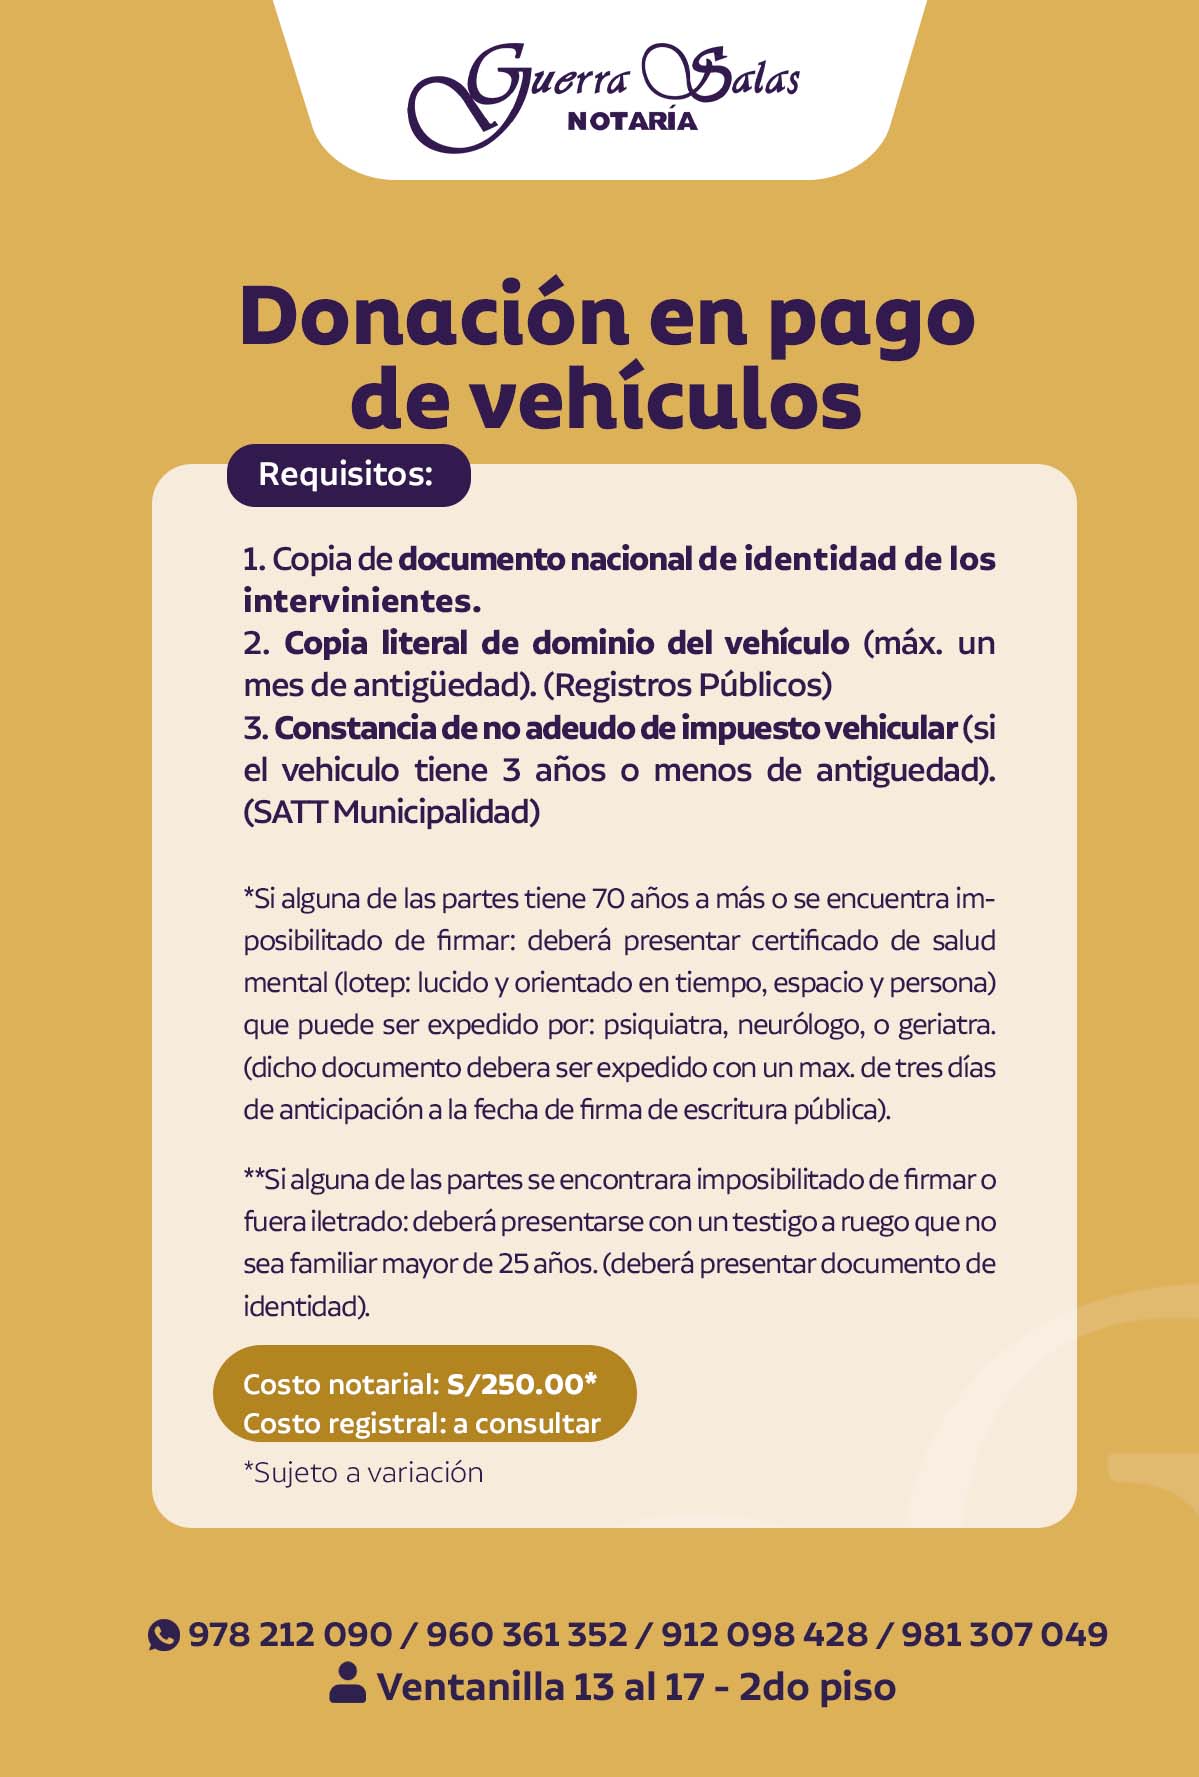 Guerra Salas
NOTARÍA
Donación en pago
de vehículos
Requisitos:
1. Copia de documento nacional de identidad de los
intervinientes.
2. Copia literal de dominio del vehículo (máx. un
mes de antigüedad). (Registros Públicos)
3. Constancia de no adeudo de impuesto vehicular (si
el vehiculo tiene 3 años o menos de antiguedad).
(SATT Municipalidad)
*Si alguna de las partes tiene 70 años a más o se encuentra im-
posibilitado de firmar: deberá presentar certificado de salud
mental (lotep: lucido y orientado en tiempo, espacio y persona)
que puede ser expedido por: psiquiatra, neurólogo, o geriatra.
(dicho documento debera ser expedido con un max. de tres días
de anticipación a la fecha de firma de escritura pública).
**Si alguna de las partes se encontrara imposibilitado de firmar o
fuera iletrado: deberá presentarse con un testigo a ruego que no
sea familiar mayor de 25 años. (deberá presentar documento de
identidad).
Costo notarial: S/250.00*
Costo registral: a consultar
*Sujeto a variación
978 212 090 / 960 361 352 / 912 098 428 / 981 307 049
Ventanilla 13 al 17 - 2do piso